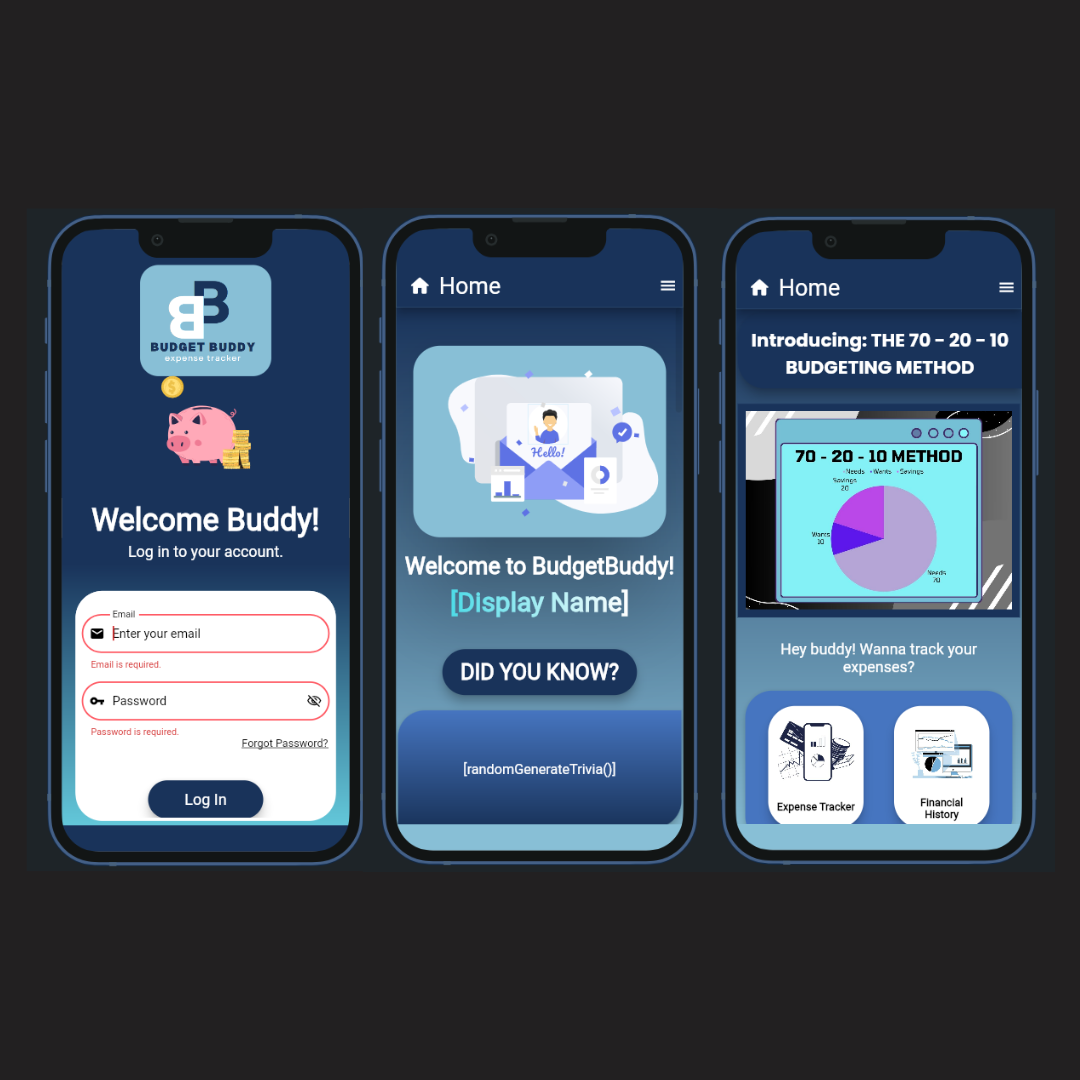 B
B
BUDGET BUDDY
expense tracker
$
Welcome Buddy!
Log in to your account.
Email
Enter your email
Email is required.
Password
Password is required.
Forgot Password?
Log In
Home
Hello!
Welcome to BudgetBuddy!
[Display Name]
DID YOU KNOW?
[randomGenerateTrivia()]
Home
Introducing: THE 70 - 20 - 10
BUDGETING METHOD
70 - 20 - 10 METHOD
Needs Wants Savings
Savings
20
Wants
10
Needs
70
Hey buddy! Wanna track your
expenses?
Expense Tracker
Financial
History